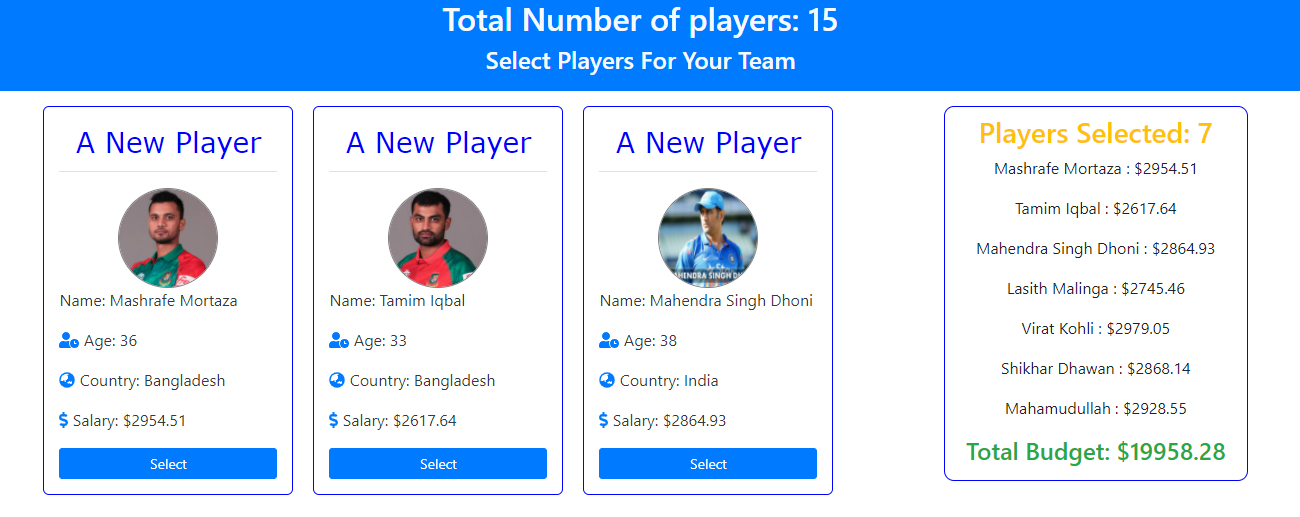 Total Number of players: 15
Select Players For Your Team
A New Player
Name: Mashrafe Mortaza
Age: 36
Country: Bangladesh
Salary: $2954.51
Select
A New Player
Name: Tamim Iqbal
Age: 33
Country: Bangladesh
Salary: $2617.64
Select
A New Player
Name: Mahendra Singh Dhoni
Age: 38
Country: India
Salary: $2864.93
Select
Players Selected: 7
Mashrafe Mortaza : $2954.51
Tamim Iqbal : $2617.64
Mahendra Singh Dhoni : $2864.93
Lasith Malinga : $2745.46
Virat Kohli : $2979.05
Shikhar Dhawan : $2868.14
Mahamudullah : $2928.55
Total Budget: $19958.28